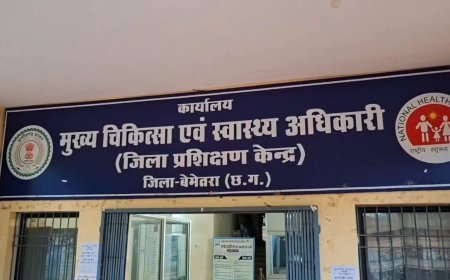 कार्यालय
मुख्य चिकित्सा एवं स्वास्थ्य अधिकारी
(जिला प्रशिक्षण केन्द्र)
जिला-बेमेतरा (छ.ग.)
NATIONAL HEALTH
राष्ट्रीय स्वास्थ्य